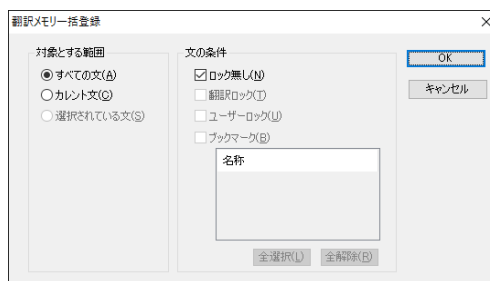 翻訳メモリー括登録
対象とする範囲
すべての文(A)
カレント文(C)
選択されている文(S)
文の条件
ロック無し(N)
翻訳ロック(T)
ユーザーロック(U)
ブックマーク(B)
名称
全選択(L)
全解除(R)
OK
キャンセル